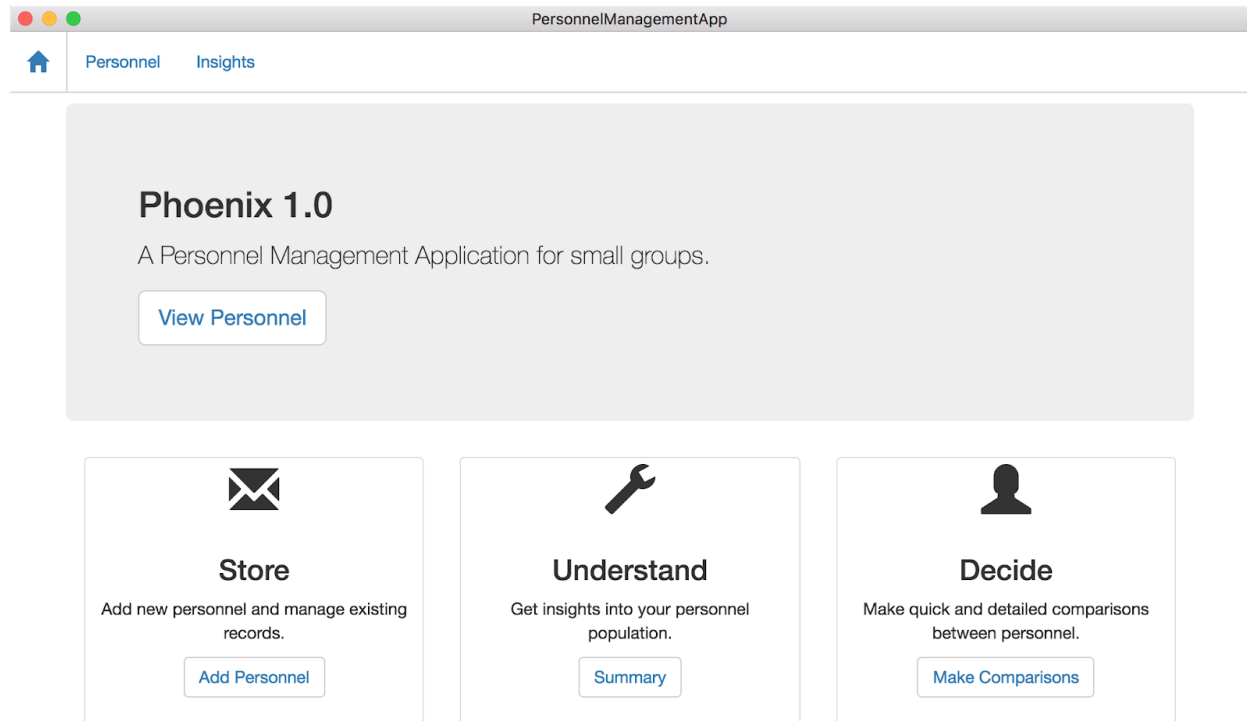 PersonnelManagementApp
Personnel Insights
Phoenix 1.0
A Personnel Management Application for small groups.
View Personnel
Store
Add new personnel and manage existing
records.
Add Personnel
Understand
Get insights into your personnel
population.
Summary
Decide
Make quick and detailed comparisons
between personnel.
Make Comparisons